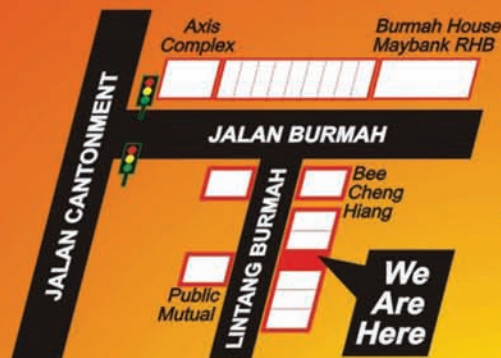 Axis
Complex
Burmah House
Maybank RHB
JALAN CANTONMENT
JALAN BURMAH
LINTANG BURMAH
Bee
Cheng
Hiang
Public
Mutual
We
Are
Here